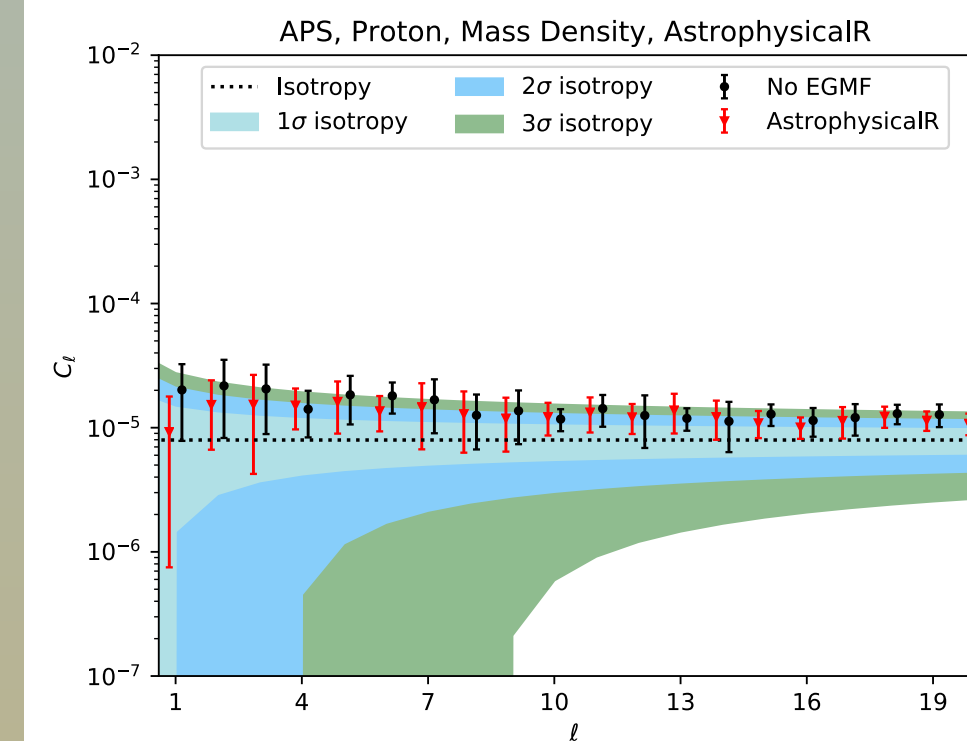 APS, Proton, Mass Density, AstrophysicalR
Isotropy
1σ isotropy
2σ isotropy
3σ isotropy
No EGMF
AstrophysicalR
10⁻²
10⁻³
10⁻⁴
10⁻⁵
10⁻⁶
10⁻⁷
Cℓ
1 4 7 10 13 16 19
ℓ